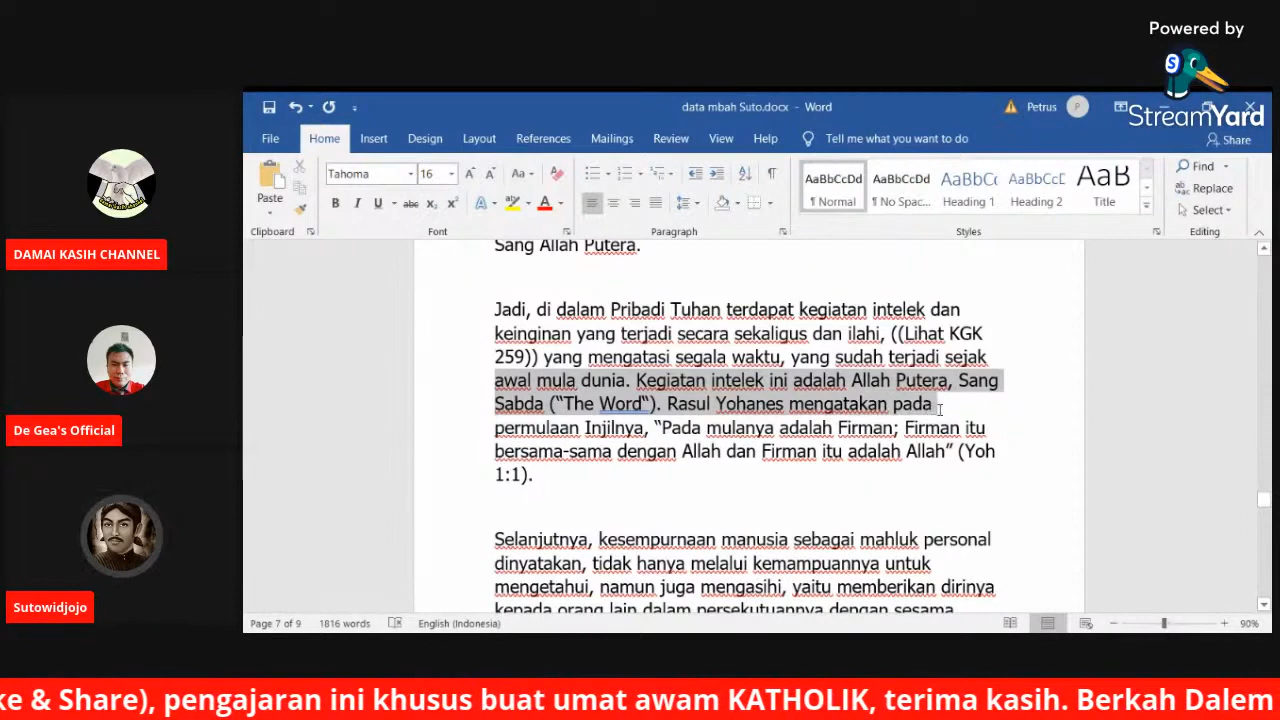 Powered by
StreamYard
data mbah Suto.docx - Word
Petrus
P
File Home Insert Design Layout References Mailings Review View Help Tell me what you want to do
Share
Paste
Clipboard
Tahoma 16
Font
Paragraph
AaBbCcDd AaBbCcDd AaBbC AaBbCcC AaB
¶ Normal ¶ No Spac... Heading 1 Heading 2 Title
Styles
Find
Replace
Select
Editing
DAMAI KASIH CHANNEL
De Gea's Official
Sutowidjojo
Sang Allah Putera.
Jadi, di dalam Pribadi Tuhan terdapat kegiatan intelek dan
keinginan yang terjadi secara sekaligus dan ilahi, ((Lihat KGK
259)) yang mengatasi segala waktu, yang sudah terjadi sejak
awal mula dunia. Kegiatan intelek ini adalah Allah Putera, Sang
Sabda (“The Word“). Rasul Yohanes mengatakan pada
permulaan Injilnya, “Pada mulanya adalah Firman; Firman itu
bersama-sama dengan Allah dan Firman itu adalah Allah” (Yoh
1:1).
Selanjutnya, kesempurnaan manusia sebagai mahluk personal
dinyatakan, tidak hanya melalui kemampuannya untuk
mengetahui, namun juga mengasihi, yaitu memberikan dirinya
kepada orang lain dalam persekutuannya dengan sesama
Page 7 of 9 1816 words English (Indonesia) 90%
ke & Share), pengajaran ini khusus buat umat awam KATHOLIK, terima kasih. Berkah Dalem